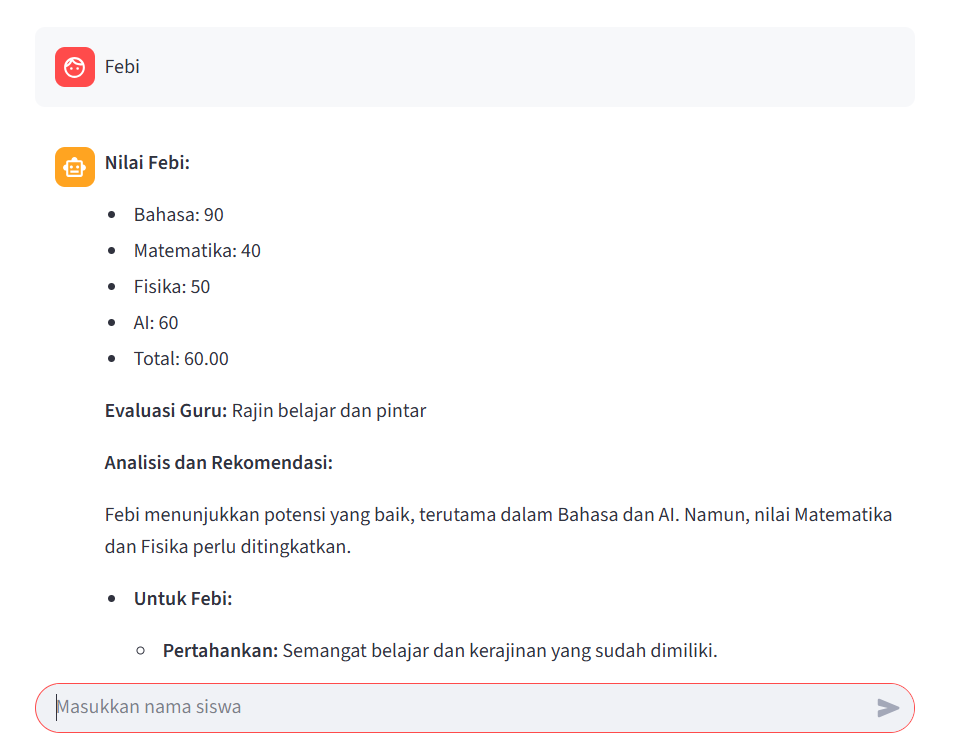 Febi
Nilai Febi:
Bahasa: 90
Matematika: 40
Fisika: 50
AI: 60
Total: 60.00
Evaluasi Guru: Rajin belajar dan pintar
Analisis dan Rekomendasi:
Febi menunjukkan potensi yang baik, terutama dalam Bahasa dan AI. Namun, nilai Matematika
dan Fisika perlu ditingkatkan.
Untuk Febi:
Pertahankan: Semangat belajar dan kerajinan yang sudah dimiliki.
Masukkan nama siswa